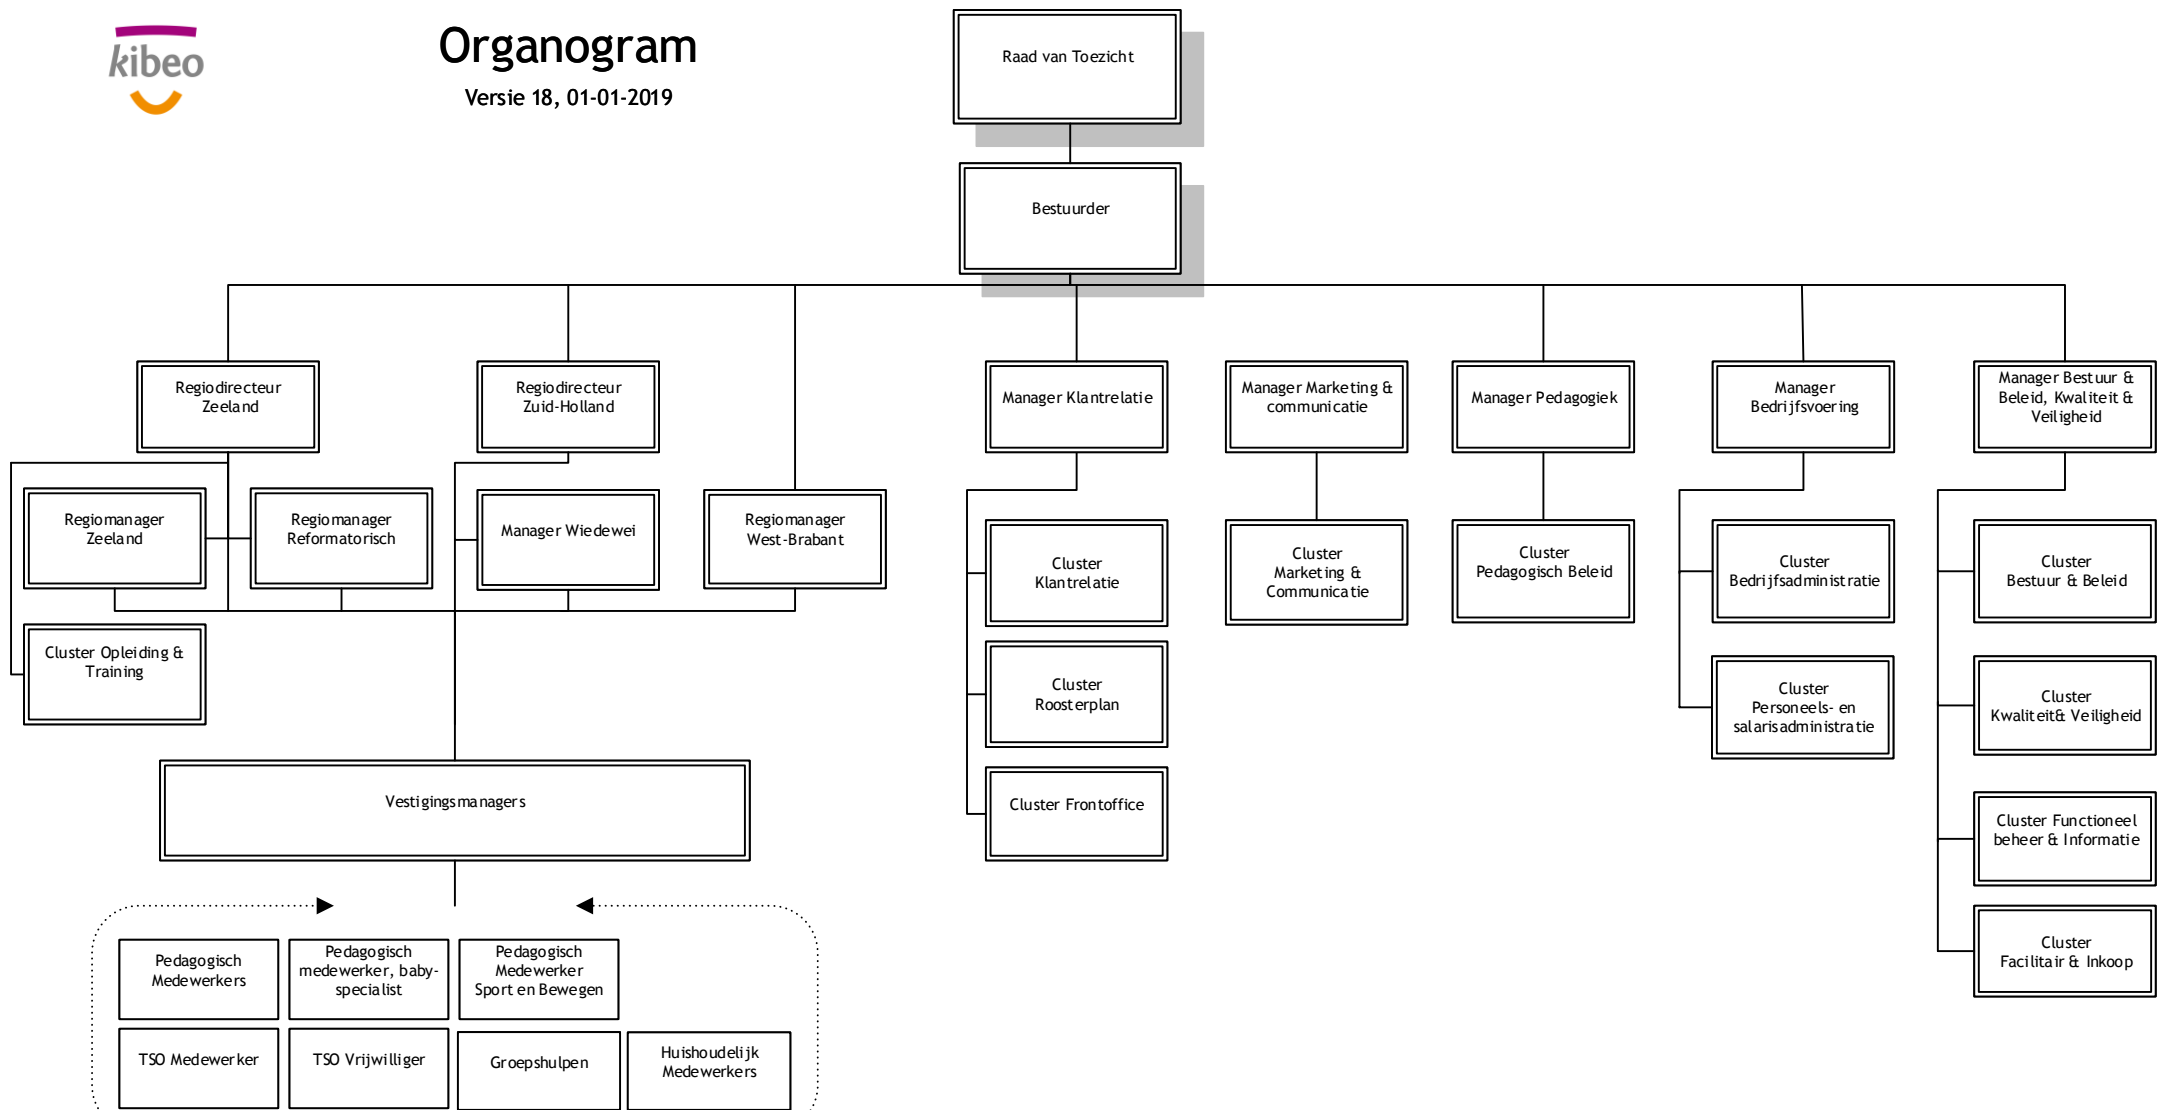 kibeo
Organogram
Versie 18, 01-01-2019
Raad van Toezicht
Bestuurder
Regiodirecteur
Zeeland
Regiodirecteur
Zuid-Holland
Manager Klantrelatie
Manager Marketing &
communicatie
Manager Pedagogiek
Manager
Bedrijfsvoering
Manager Bestuur &
Beleid, Kwaliteit &
Veiligheid
Regiomanager
Zeeland
Regiomanager
Reformatorisch
Manager Wiedewei
Regiomanager
West-Brabant
Cluster
Klantrelatie
Cluster
Marketing &
Communicatie
Cluster
Pedagogisch Beleid
Cluster
Bedrijfsadministratie
Cluster
Bestuur & Beleid
Cluster Opleiding &
Training
Cluster
Roosterplan
Cluster
Personeels- en
salarisadministratie
Cluster
Kwaliteit& Veiligheid
Vestigingsmanagers
Cluster Frontoffice
Cluster Functioneel
beheer & Informatie
Cluster
Facilitair & Inkoop
Pedagogisch
Medewerkers
Pedagogisch
medewerker, baby-
specialist
Pedagogisch
Medewerker
Sport en Bewegen
TSO Medewerker
TSO Vrijwilliger
Groepshulpen
Huishoudelijk
Medewerkers